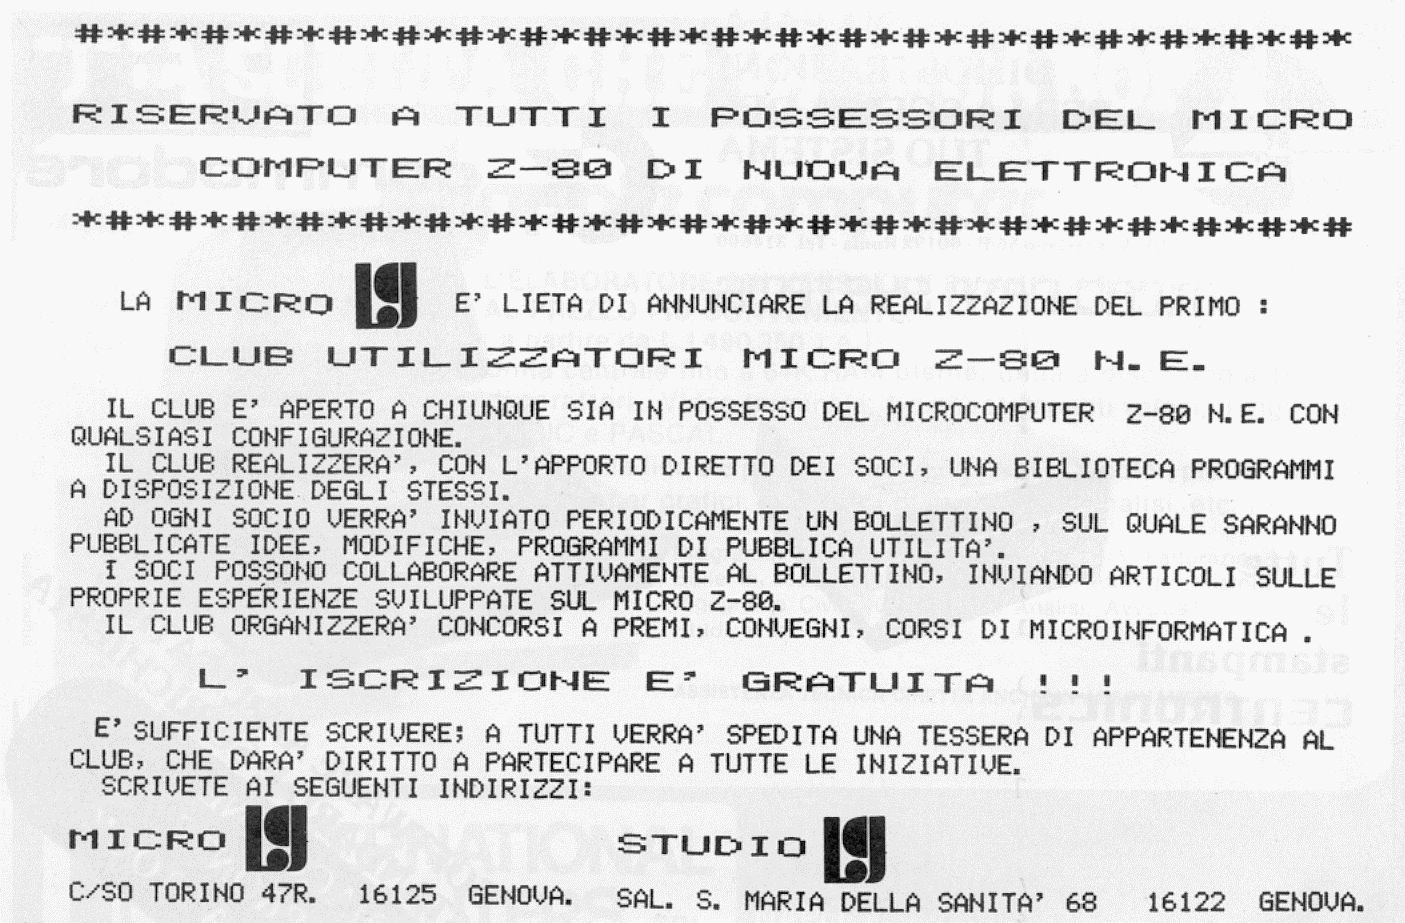 #*#*#*#*#*#*#*#*#*#*#*#*#*#*#*#*#*#*#*#*
RISERVATO A TUTTI I POSSESSORI DEL MICRO
COMPUTER Z-80 DI NUOVA ELETTRONICA
*#*#*#*#*#*#*#*#*#*#*#*#*#*#*#*#*#*#*#*#
LA MICRO LG E' LIETA DI ANNUNCIARE LA REALIZZAZIONE DEL PRIMO :
CLUB UTILIZZATORI MICRO Z-80 N.E.
IL CLUB E' APERTO A CHIUNQUE SIA IN POSSESSO DEL MICROCOMPUTER Z-80 N.E. CON
QUALSIASI CONFIGURAZIONE.
IL CLUB REALIZZERA', CON L'APPORTO DIRETTO DEI SOCI, UNA BIBLIOTECA PROGRAMMI
A DISPOSIZIONE DEGLI STESSI.
AD OGNI SOCIO VERRA' INVIATO PERIODICAMENTE UN BOLLETTINO , SUL QUALE SARANNO
PUBBLICATE IDEE, MODIFICHE, PROGRAMMI DI PUBBLICA UTILITA'.
I SOCI POSSONO COLLABORARE ATTIVAMENTE AL BOLLETTINO, INVIANDO ARTICOLI SULLE
PROPRIE ESPERIENZE SVILUPPATE SUL MICRO Z-80.
IL CLUB ORGANIZZERA' CONCORSI A PREMI, CONVEGNI, CORSI DI MICROINFORMATICA .
L' ISCRIZIONE E' GRATUITA !!!
E' SUFFICIENTE SCRIVERE; A TUTTI VERRA' SPEDITA UNA TESSERA DI APPARTENENZA AL
CLUB, CHE DARA' DIRITTO A PARTECIPARE A TUTTE LE INIZIATIVE.
SCRIVETE AI SEGUENTI INDIRIZZI:
MICRO LG STUDIO LG
C/SO TORINO 47R. 16125 GENOVA. SAL. S. MARIA DELLA SANITA' 68 16122 GENOVA.